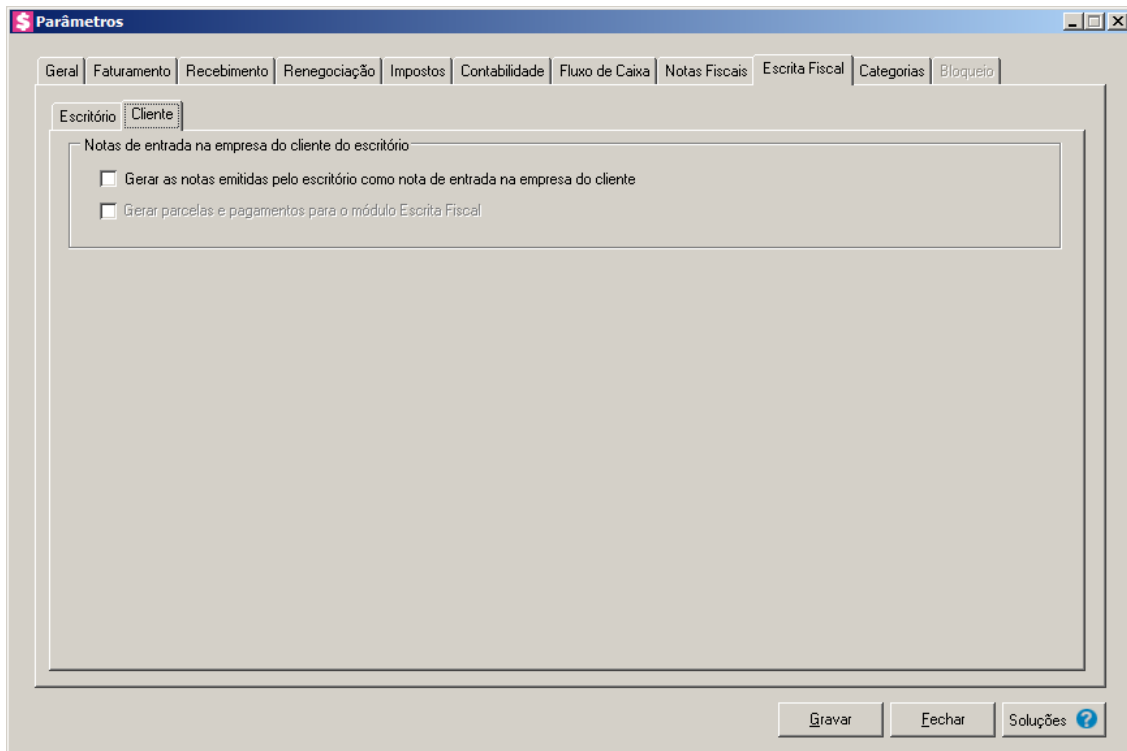 Parâmetros
Geral Faturamento Recebimento Renegociação Impostos Contabilidade Fluxo de Caixa Notas Fiscais Escrita Fiscal Categorias Bloqueio
Escritório Cliente
Notas de entrada na empresa do cliente do escritório
Gerar as notas emitidas pelo escritório como nota de entrada na empresa do cliente
Gerar parcelas e pagamentos para o módulo Escrita Fiscal
Gravar Fechar Soluções ?